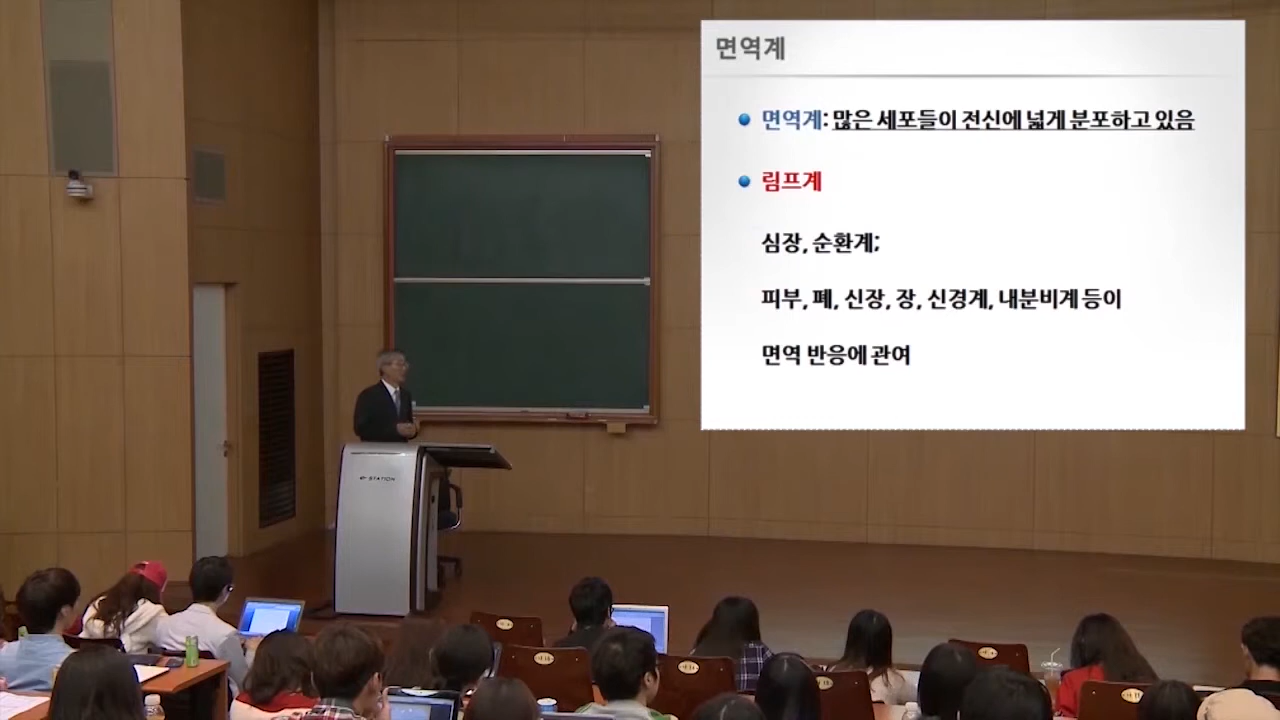 면역계
면역계: 많은 세포들이 전신에 넓게 분포하고 있음
림프계
심장, 순환계;
피부, 폐, 신장, 장, 신경계, 내분비계 등이
면역 반응에 관여
e-STATION